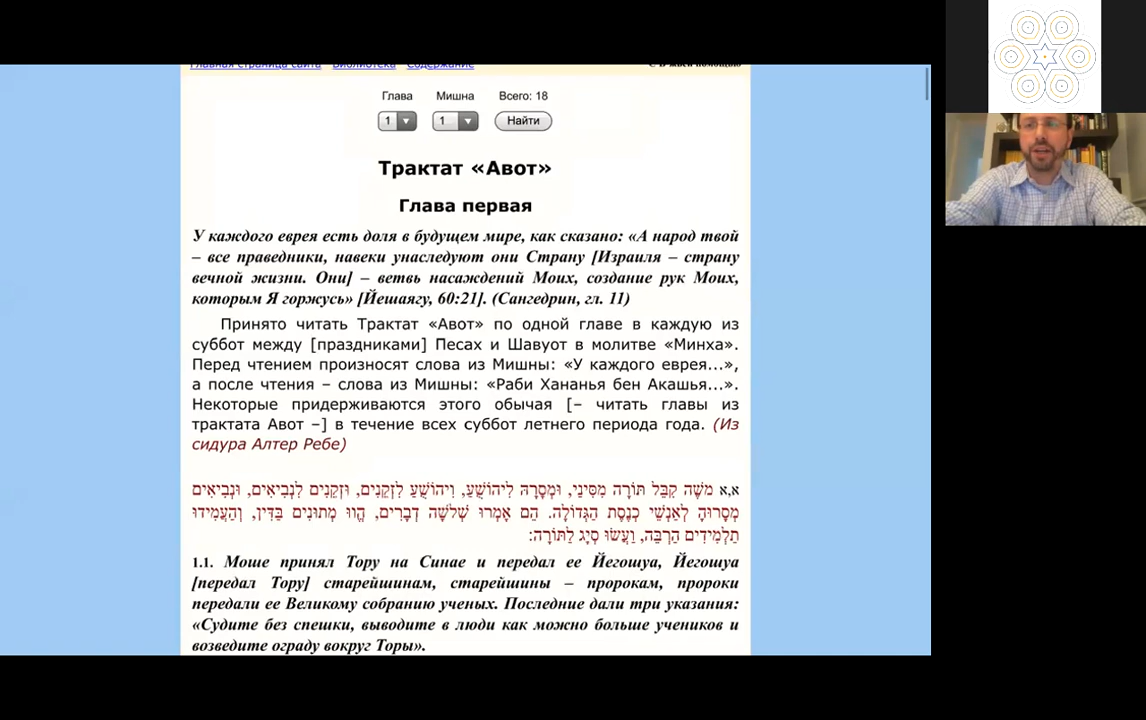 Главная страница сайта Библиотека Содержание С Б-жьей помощью
Глава Мишна Всего: 18
1 1 Найти
Трактат «Авот»
Глава первая
У каждого еврея есть доля в будущем мире, как сказано: «А народ твой
– все праведники, навеки унаследуют они Страну [Израиля – страну
вечной жизни. Они] – ветвь насаждений Моих, создание рук Моих,
которым Я горжусь» [Йешаягу, 60:21]. (Сангедрин, гл. 11)
Принято читать Трактат «Авот» по одной главе в каждую из
суббот между [праздниками] Песах и Шавуот в молитве «Минха».
Перед чтением произносят слова из Мишны: «У каждого еврея...»,
а после чтения – слова из Мишны: «Раби Хананья бен Акашья...».
Некоторые придерживаются этого обычая [– читать главы из
трактата Авот –] в течение всех суббот летнего периода года. (Из
сидура Алтер Ребе)
א,א מֹשֶׁה קִבֵּל תּוֹרָה מִסִּינַי, וּמְסָרָהּ לִיהוֹשֻׁעַ, וִיהוֹשֻׁעַ לִזְקֵנִים, וּזְקֵנִים לִנְבִיאִים, וּנְבִיאִים
מְסָרוּהָ לְאַנְשֵׁי כְנֶסֶת הַגְּדוֹלָה. הֵם אָמְרוּ שְׁלֹשָׁה דְבָרִים, הֱווּ מְתוּנִים בַּדִּין, וְהַעֲמִידוּ
תַלְמִידִים הַרְבֵּה, וַעֲשׂוּ סְיָג לַתּוֹרָה:
1.1. Моше принял Тору на Синае и передал ее Йегошуа, Йегошуа
[передал Тору] старейшинам, старейшины – пророкам, пророки
передали ее Великому собранию ученых. Последние дали три указания:
«Судите без спешки, выводите в люди как можно больше учеников и
возведите ограду вокруг Торы».